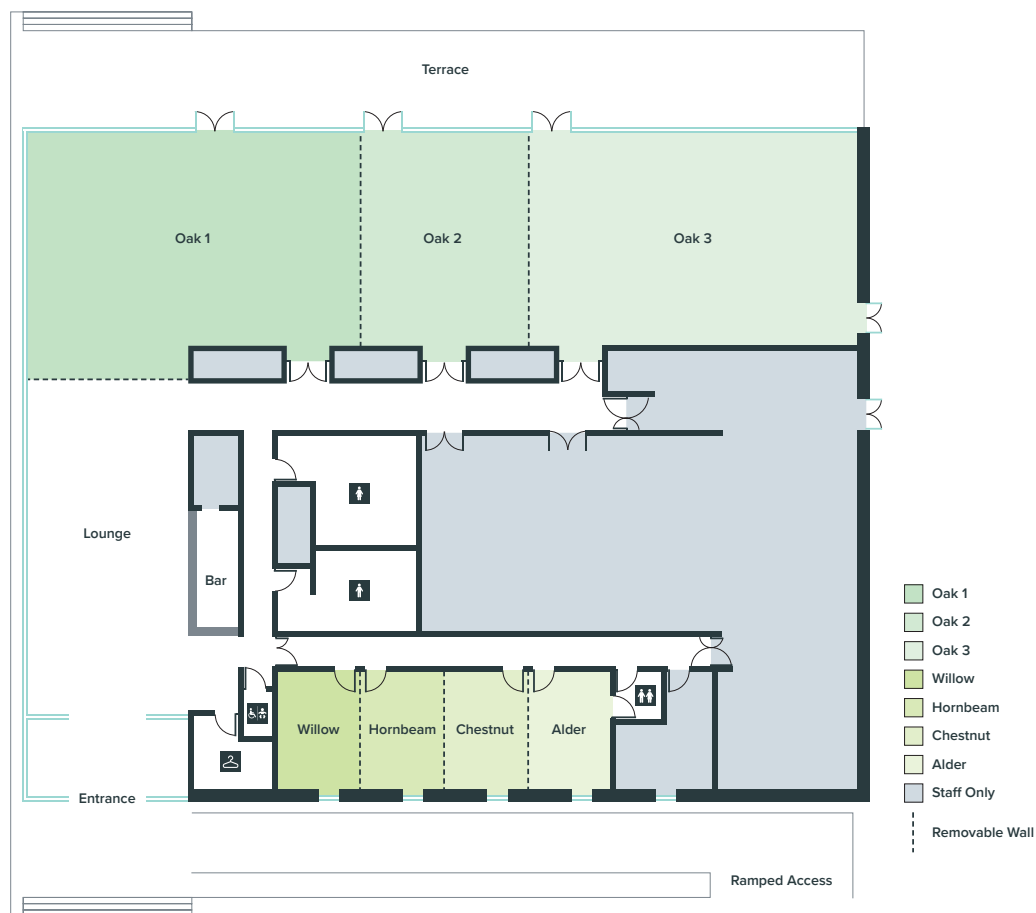 Terrace
Oak 1
Oak 2
Oak 3
Lounge
Bar
Willow
Hornbeam
Chestnut
Alder
Entrance
Ramped Access
Oak 1
Oak 2
Oak 3
Willow
Hornbeam
Chestnut
Alder
Staff Only
Removable Wall